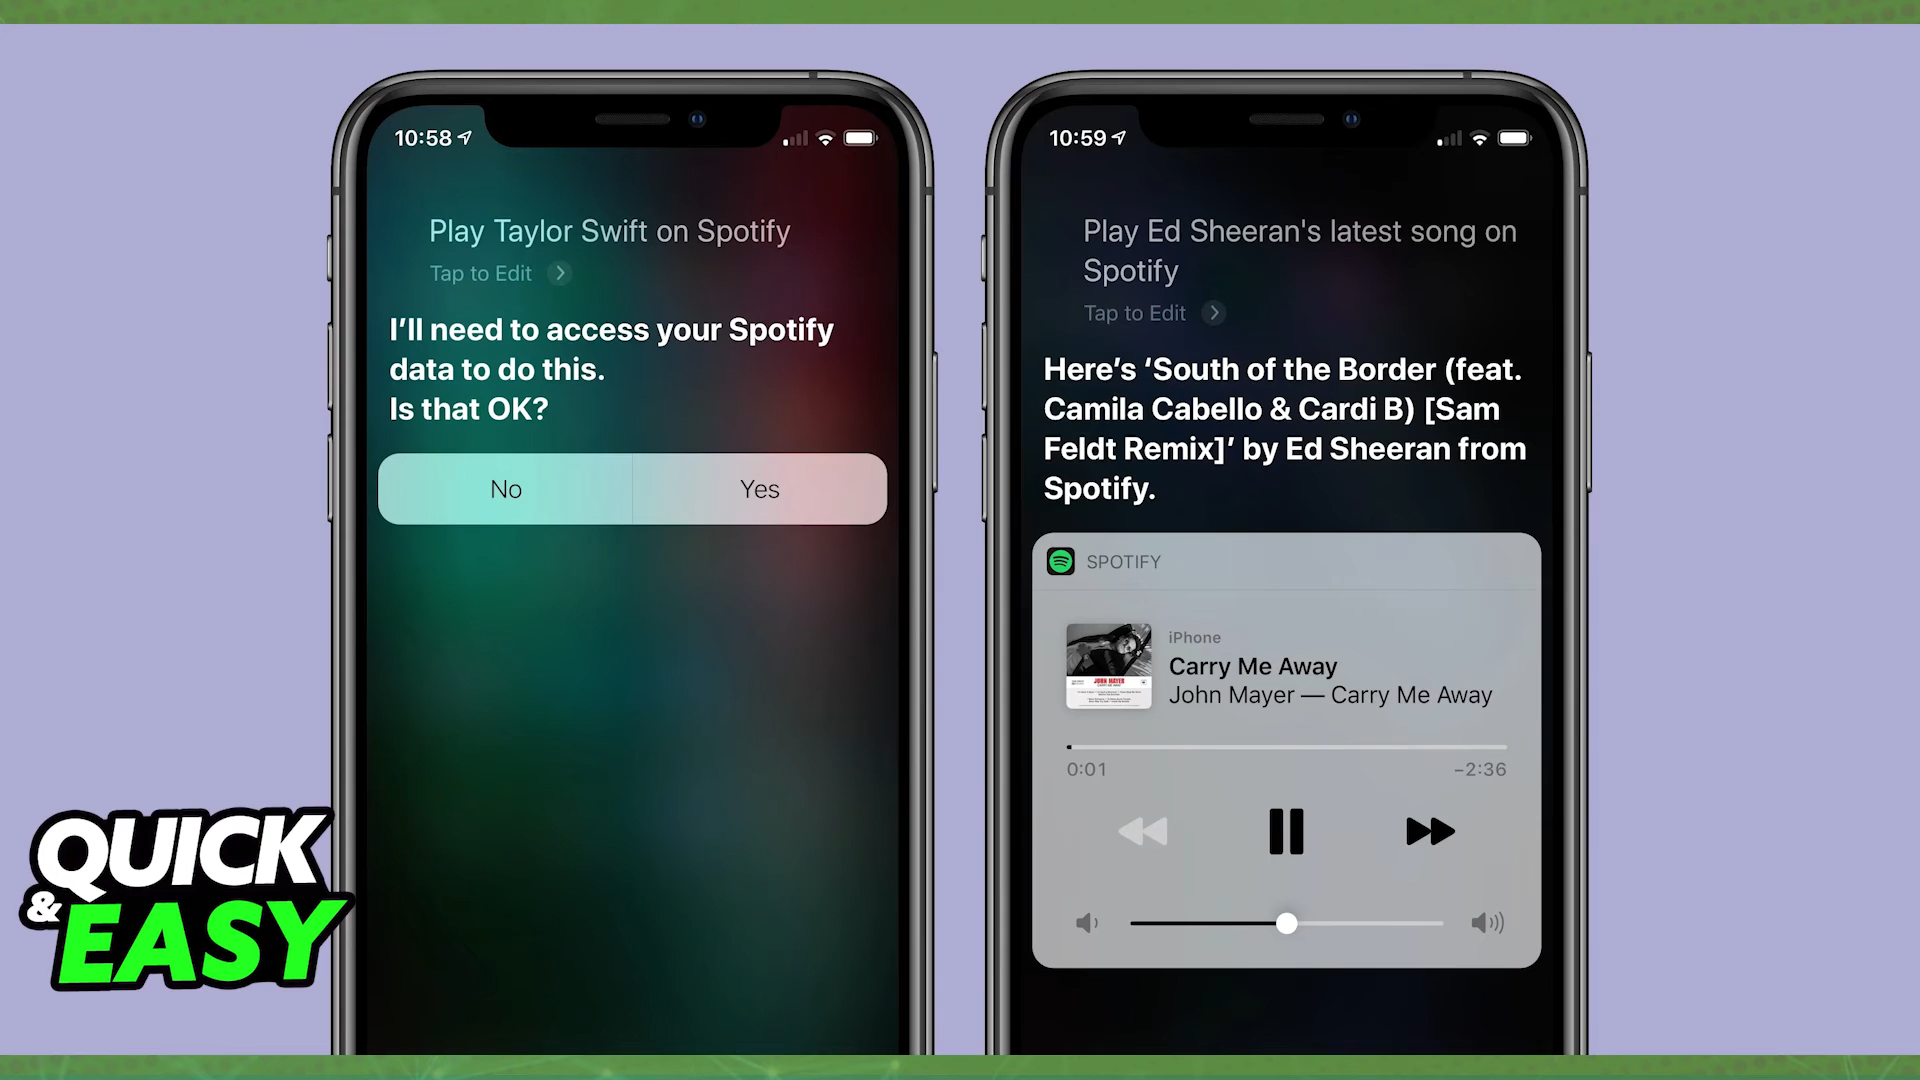 10:58
Play Taylor Swift on Spotify
Tap to Edit
I’ll need to access your Spotify
data to do this.
Is that OK?
No
Yes
10:59
Play Ed Sheeran's latest song on
Spotify
Tap to Edit
Here’s ‘South of the Border (feat.
Camila Cabello & Cardi B) [Sam
Feldt Remix]’ by Ed Sheeran from
Spotify.
SPOTIFY
JOHN MAYER
iPhone
Carry Me Away
John Mayer — Carry Me Away
0:01
−2:36
QUICK
& EASY